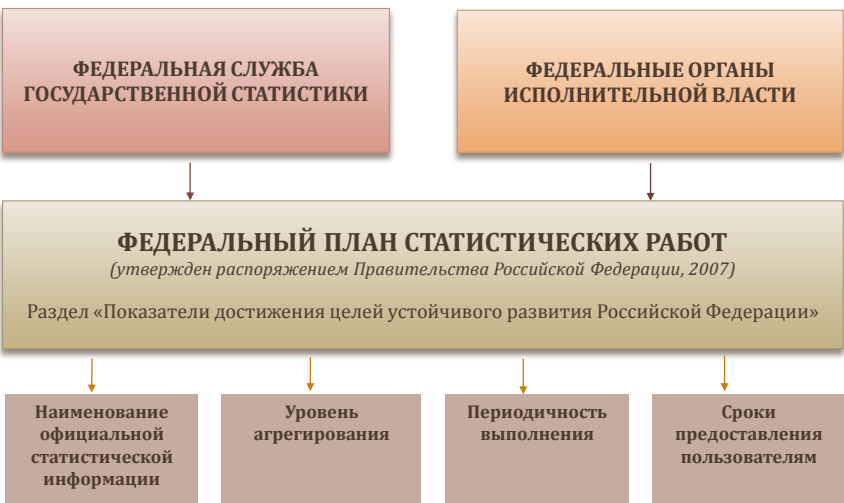 ФЕДЕРАЛЬНАЯ СЛУЖБА
ГОСУДАРСТВЕННОЙ СТАТИСТИКИ
ФЕДЕРАЛЬНЫЕ ОРГАНЫ
ИСПОЛНИТЕЛЬНОЙ ВЛАСТИ
ФЕДЕРАЛЬНЫЙ ПЛАН СТАТИСТИЧЕСКИХ РАБОТ
(утвержден распоряжением Правительства Российской Федерации, 2007)
Раздел «Показатели достижения целей устойчивого развития Российской Федерации»
Наименование
официальной
статистической
информации
Уровень
агрегирования
Периодичность
выполнения
Сроки
предоставления
пользователям